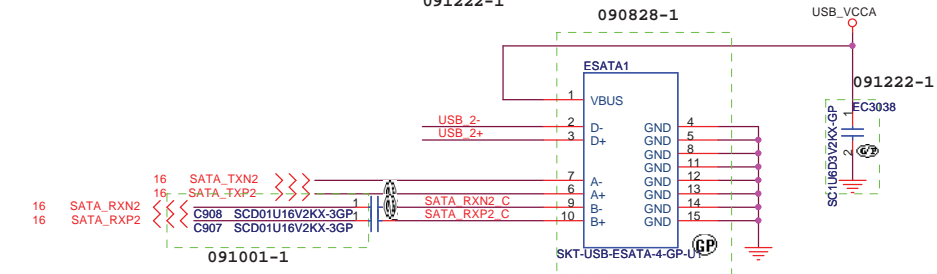 091222-1
090828-1
USB_VCCA
ESATA1
091222-1
1 VBUS
EC3038
1
2
SC1U6D3V2KX-GP
G/P
USB_2- 2 D- GND 4
USB_2+ 3 D+ GND 5
GND 8
GND 11
16 SATA_TXN2 7 A- GND 12
16 SATA_TXP2 6 A+ GND 13
16 SATA_RXN2 1 SATA_RXN2_C 9 B- GND 14
C908 SCD01U16V2KX-3GP
16 SATA_RXP2 1 SATA_RXP2_C 10 B+ GND 15
C907 SCD01U16V2KX-3GP
GP
SKT-USB-ESATA-4-GP-U1
091001-1